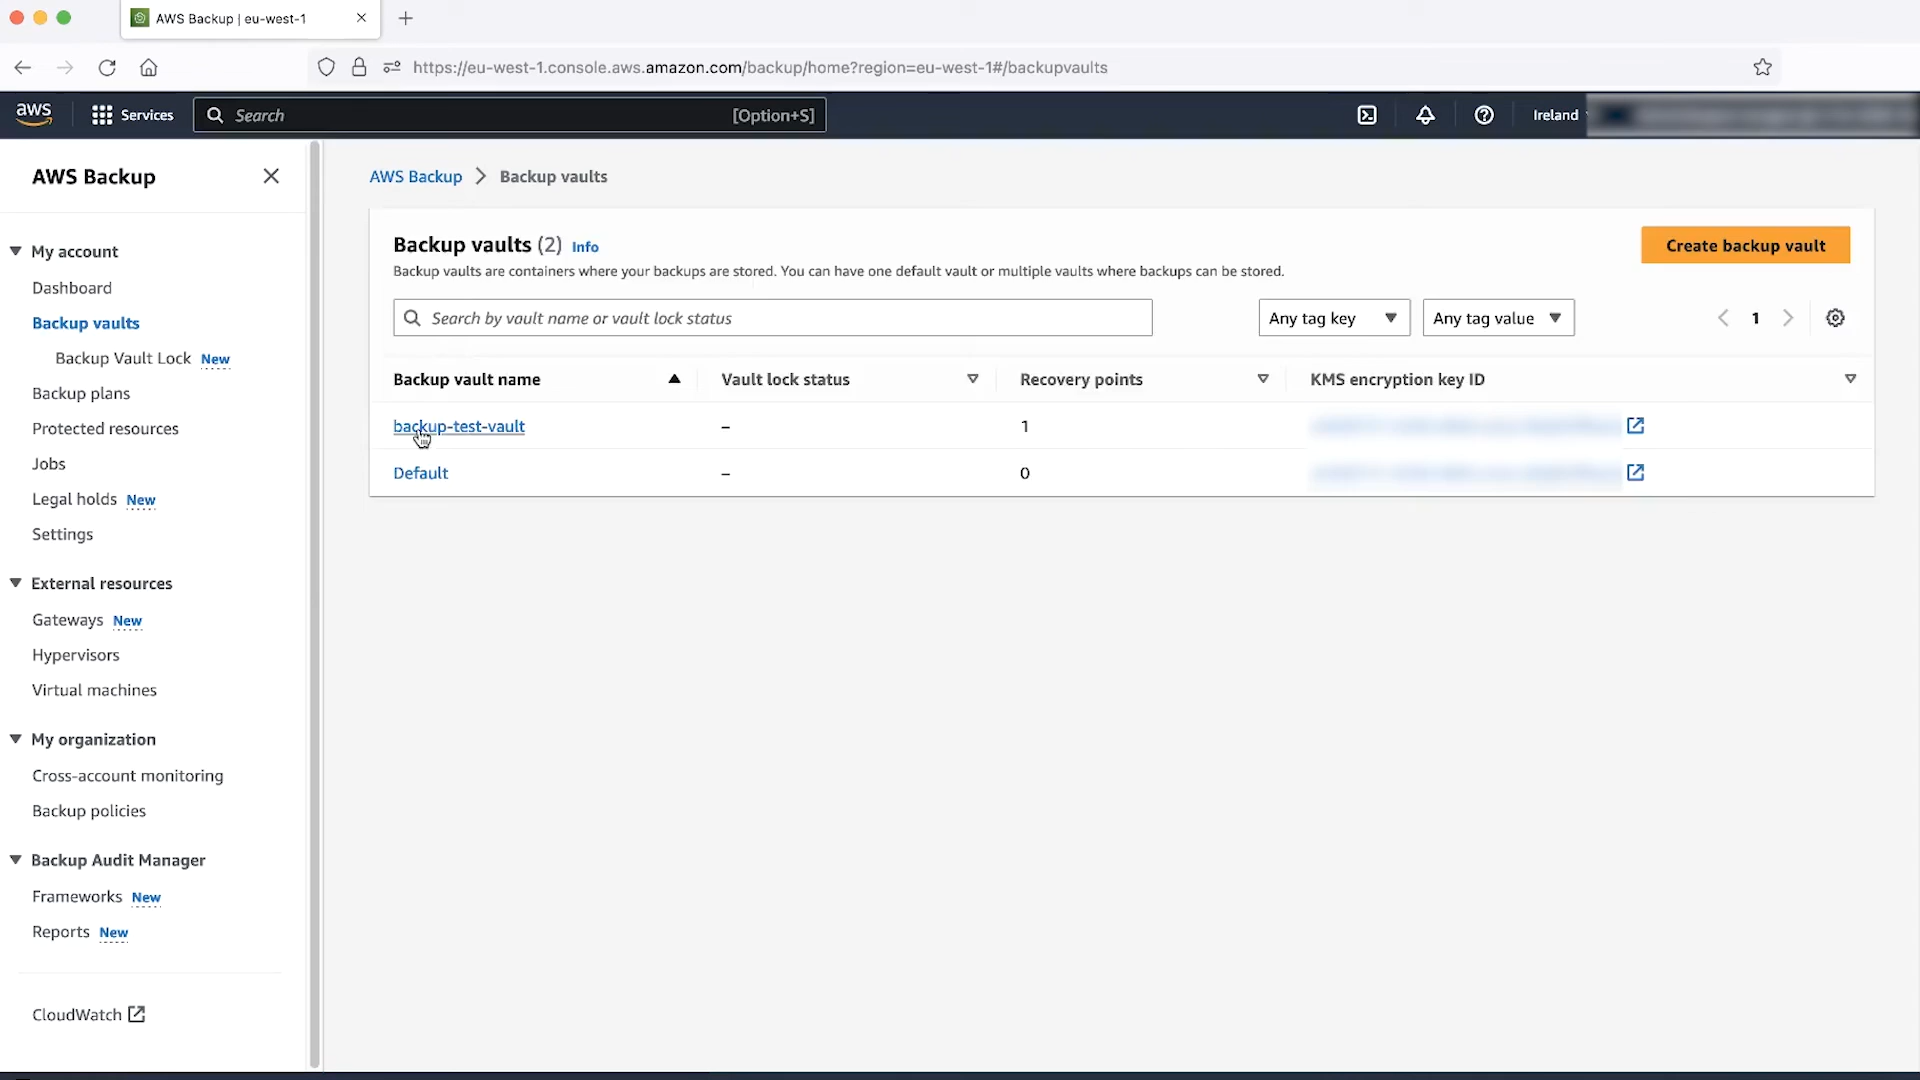 AWS Backup | eu-west-1
https://eu-west-1.console.aws.amazon.com/backup/home?region=eu-west-1#/backupvaults
aws
Services
Search
[Option+S]
Ireland
AWS Backup
My account
Dashboard
Backup vaults
Backup Vault Lock New
Backup plans
Protected resources
Jobs
Legal holds New
Settings
External resources
Gateways New
Hypervisors
Virtual machines
My organization
Cross-account monitoring
Backup policies
Backup Audit Manager
Frameworks New
Reports New
CloudWatch
AWS Backup > Backup vaults
Backup vaults (2) Info
Create backup vault
Backup vaults are containers where your backups are stored. You can have one default vault or multiple vaults where backups can be stored.
Search by vault name or vault lock status
Any tag key
Any tag value
1
Backup vault name Vault lock status Recovery points KMS encryption key ID
backup-test-vault – 1
Default – 0